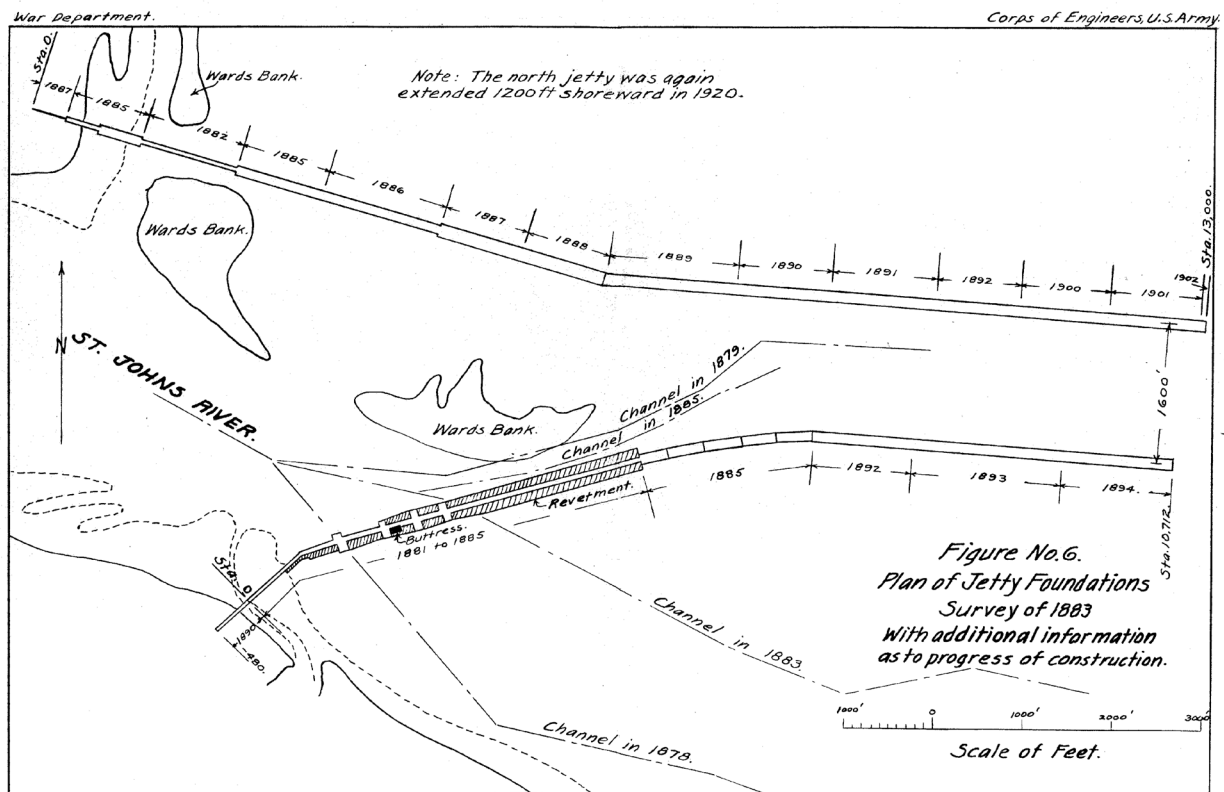 War Department.
Corps of Engineers, U.S. Army.
Sta. O.
Wards Bank.
Note: The north jetty was again
extended 1200ft shoreward in 1920.
1887
1885
1882
1885
1886
1887
1888
1889
1890
1891
1892
1900
1901
1902
Sta. 13,000.
Wards Bank.
N
ST. JOHNS RIVER.
Channel in 1879.
Channel in 1885.
Wards Bank.
1600'
Revetment.
1885
1892
1893
1894.
Sta. 10,712
Buttress.
1881 to 1885
Sta. O
1890
480.
Channel in 1883.
Channel in 1878.
Figure No. 6.
Plan of Jetty Foundations
Survey of 1883
With additional information
as to progress of construction.
1000' 0 1000' 2000' 3000'
Scale of Feet.